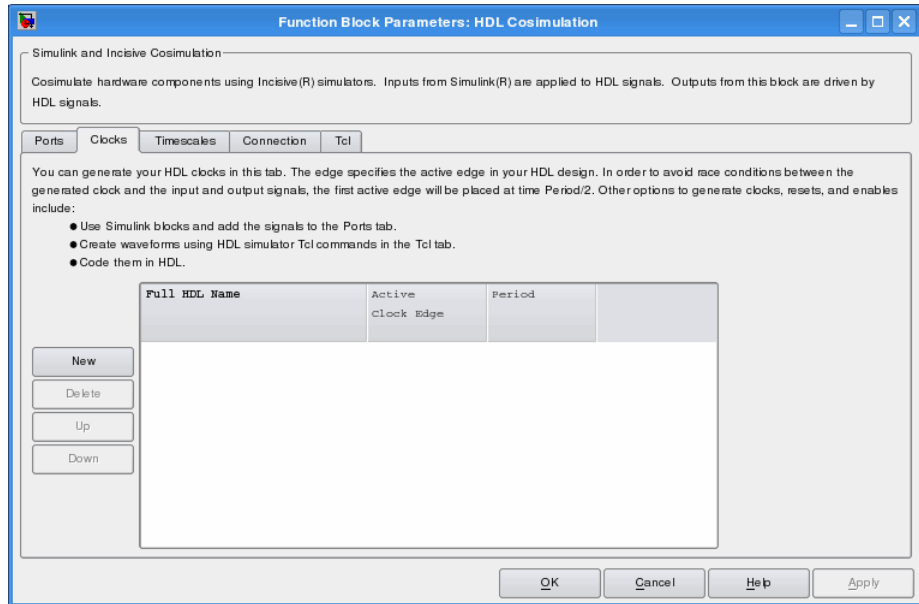 Function Block Parameters: HDL Cosimulation
Simulink and Incisive Cosimulation
Cosimulate hardware components using Incisive(R) simulators. Inputs from Simulink(R) are applied to HDL signals. Outputs from this block are driven by
HDL signals.
Ports Clocks Timescales Connection Tcl
You can generate your HDL clocks in this tab. The edge specifies the active edge in your HDL design. In order to avoid race conditions between the
generated clock and the input and output signals, the first active edge will be placed at time Period/2. Other options to generate clocks, resets, and enables
include:
● Use Simulink blocks and add the signals to the Ports tab.
● Create waveforms using HDL simulator Tcl commands in the Tcl tab.
● Code them in HDL.
Full HDL Name Active Period
Clock Edge
New
Delete
Up
Down
OK Cancel Help Apply